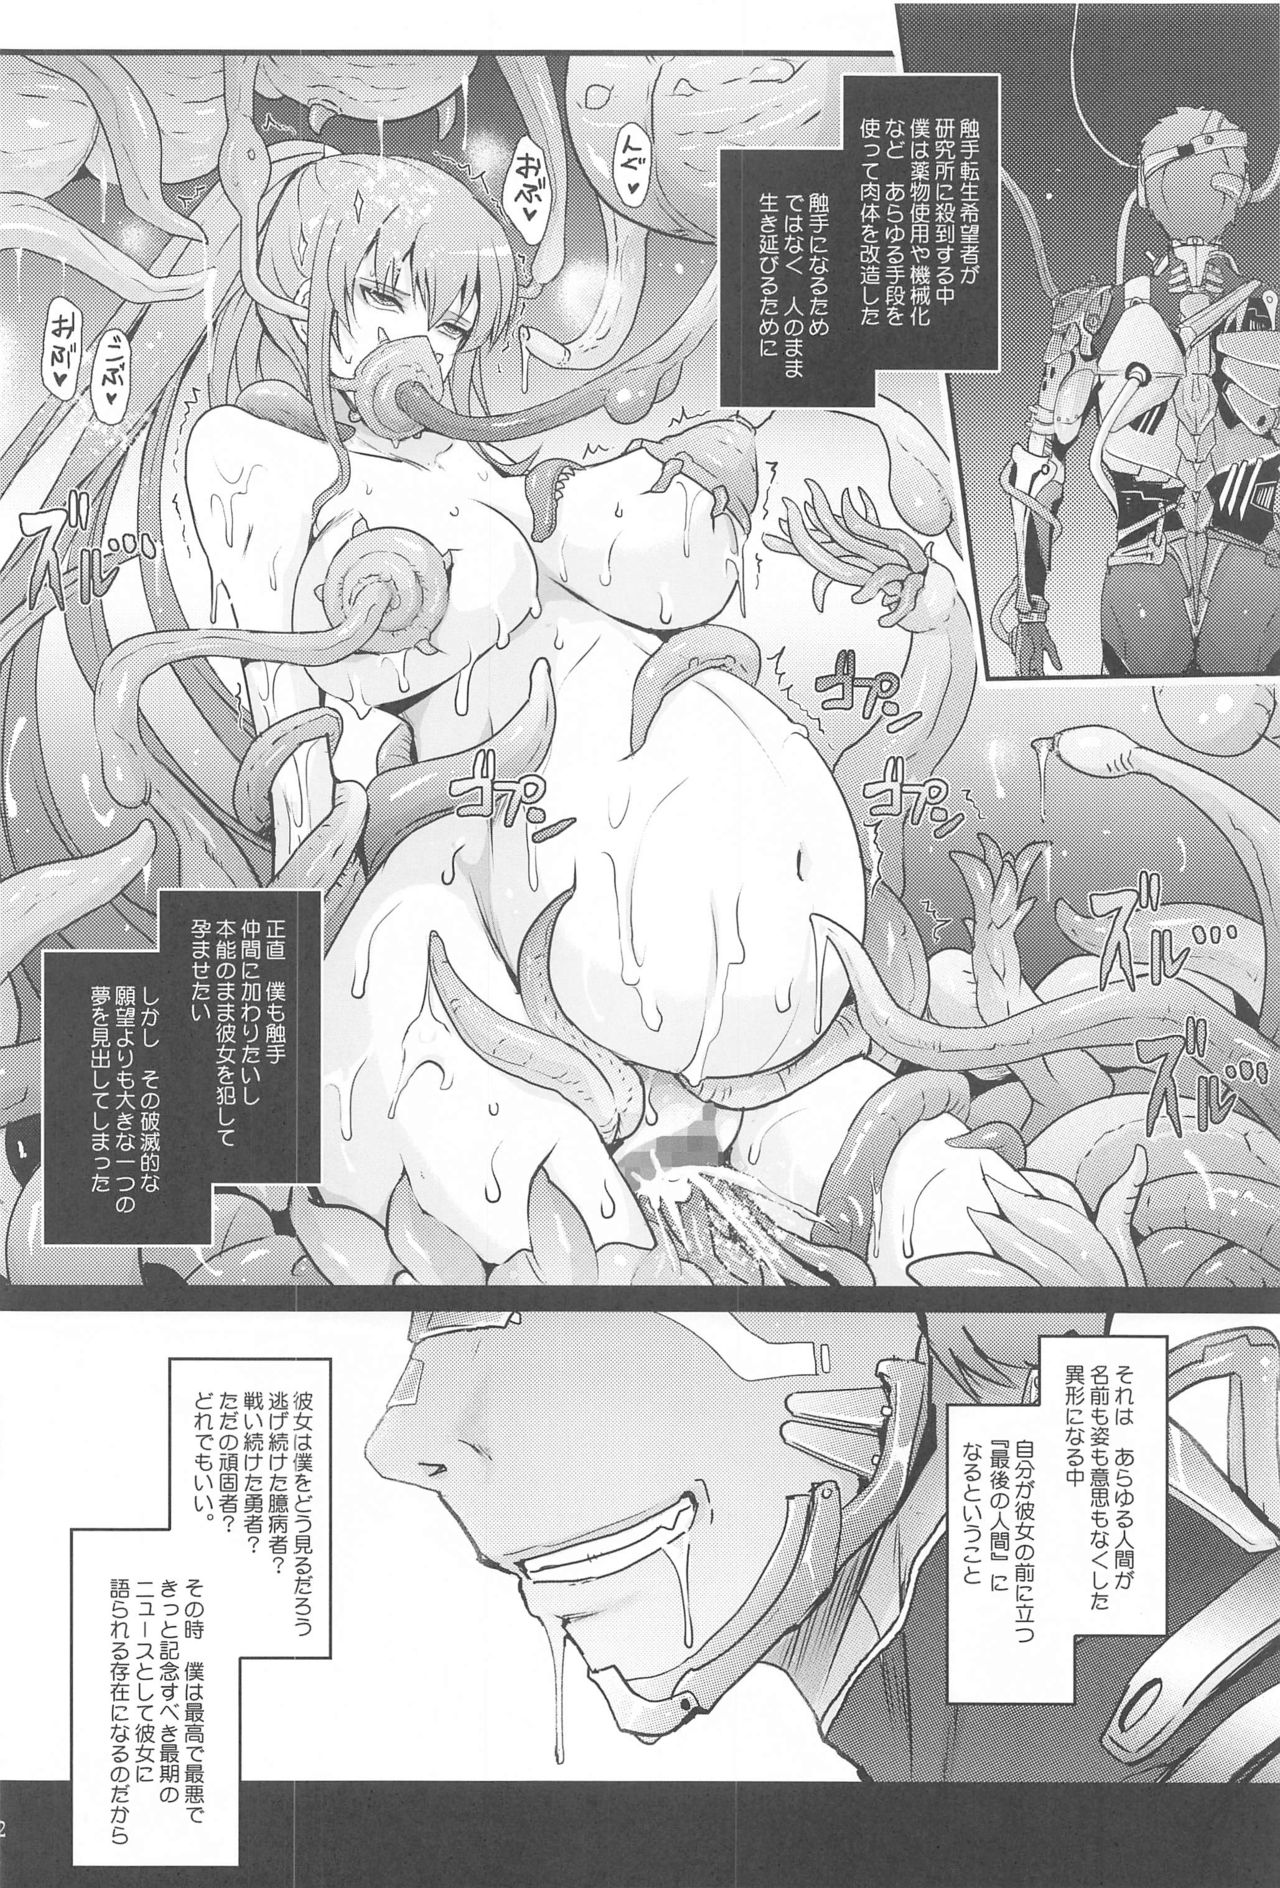 触手転生希望者が
研究所に殺到する中
僕は薬物使用や機械化
など　あらゆる手段を
使って肉体を改造した
触手になるため
ではなく　人のまま
生き延びるために
んぶ♥
おぶ♥
ごぶ♥
おぶ♥
ズル…
ズル…
ゴプン
ゴプン
ゴプン
ズル…
ズル…
正直　僕も触手
仲間に加わりたいし
本能のまま彼女を犯して
孕ませたい
しかし　その破滅的な
願望よりも大きな一つの
夢を見出してしまった
それは　あらゆる人間が
名前も姿も意思もなくした
異形になる中
自分が彼女の前に立つ
『最後の人間』に
なるということ
彼女は僕をどう見るだろう
逃げ続けた臆病者？
戦い続けた勇者？
ただの頑固者？
どれでもいい。
その時　僕は最高で最悪で
きっと記念すべき最期の
ニュースとして彼女に
語られる存在になるのだから
2